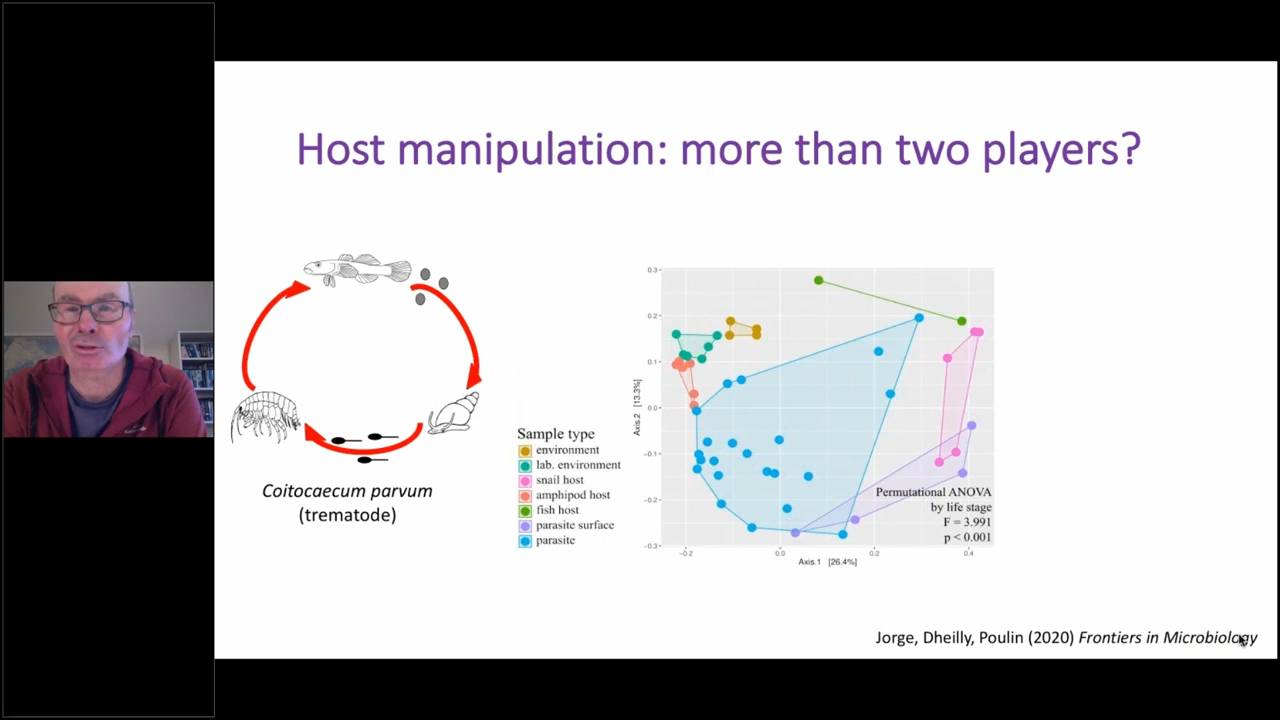 Host manipulation: more than two players?
Coitocaecum parvum
(trematode)
Sample type
environment
lab. environment
snail host
amphipod host
fish host
parasite surface
parasite
0.3
0.2
0.1
0.0
-0.1
-0.2
-0.3
Axis.2 [13.3%]
-0.2
0.0
0.2
0.4
Axis.1 [26.4%]
Permutational ANOVA
by life stage
F = 3.991
p < 0.001
Jorge, Dheilly, Poulin (2020) Frontiers in Microbiology